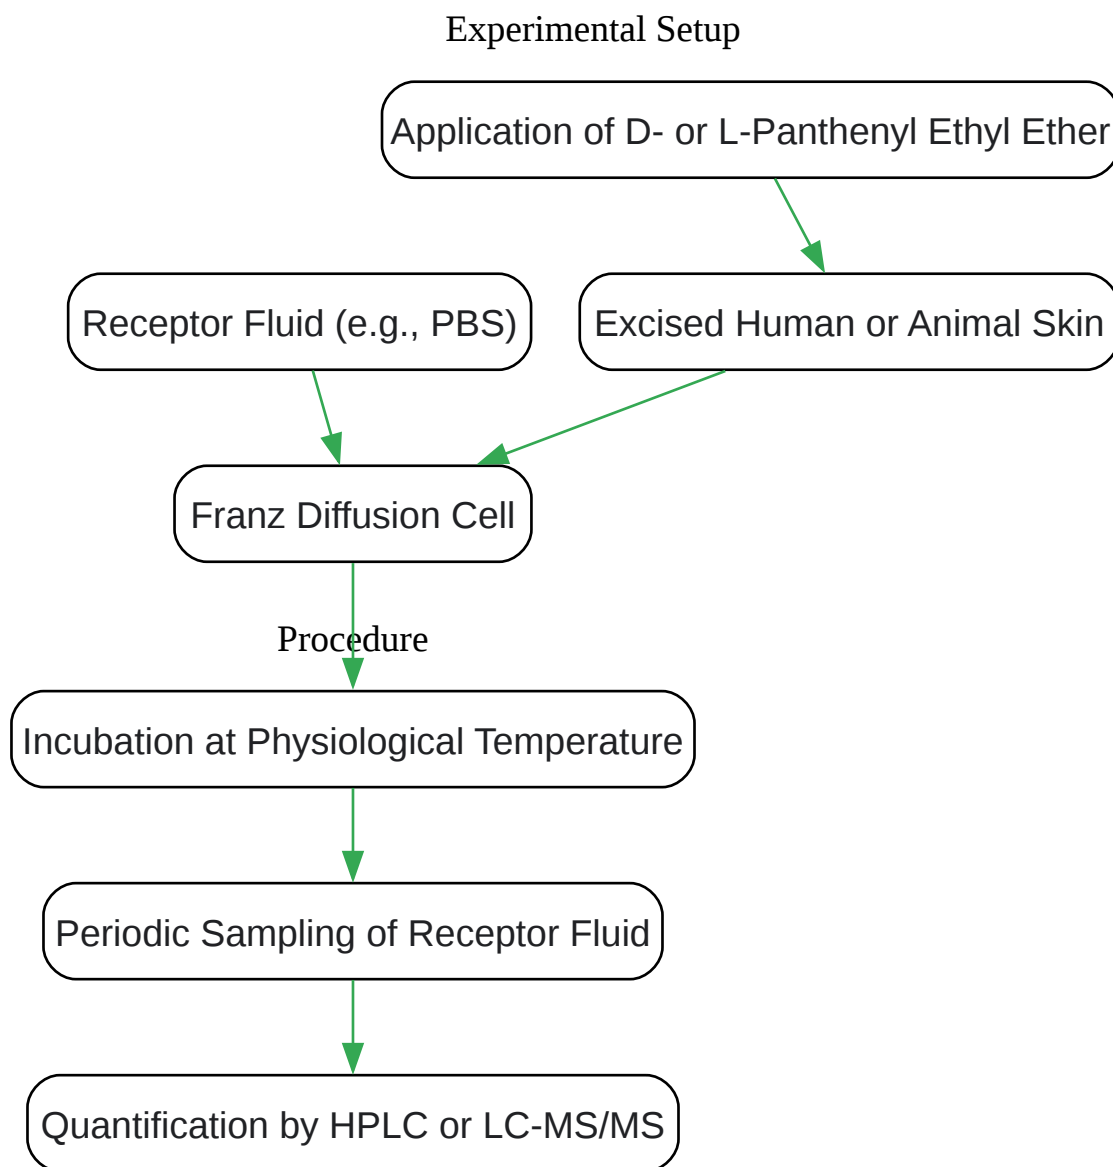 Experimental Setup
Application of D- or L-Panthenyl Ethyl Ether
Receptor Fluid (e.g., PBS)
Excised Human or Animal Skin
Franz Diffusion Cell
Procedure
Incubation at Physiological Temperature
Periodic Sampling of Receptor Fluid
Quantification by HPLC or LC-MS/MS